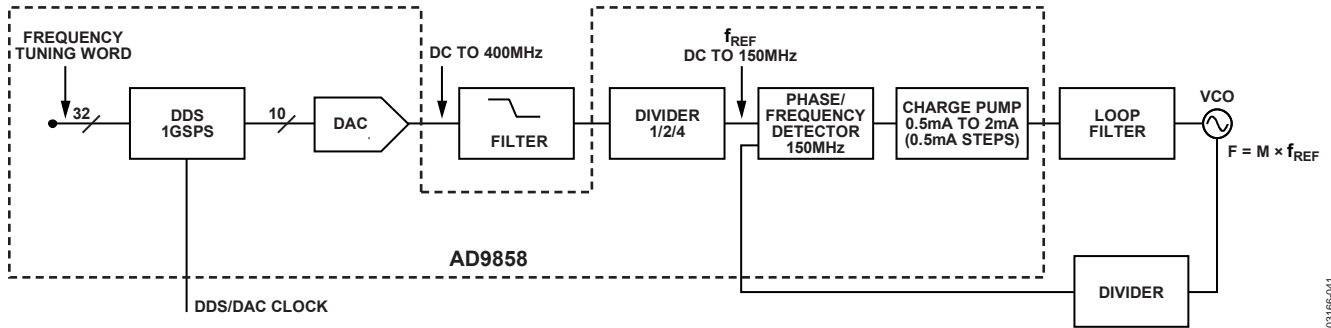 FREQUENCY
TUNING WORD
32
DDS
1GSPS
10
DAC
DC TO 400MHz
FILTER
DIVIDER
1/2/4
fREF
DC TO 150MHz
PHASE/
FREQUENCY
DETECTOR
150MHz
CHARGE PUMP
0.5mA TO 2mA
(0.5mA STEPS)
LOOP
FILTER
VCO
F = M × fREF
AD9858
DDS/DAC CLOCK
DIVIDER
03166-041